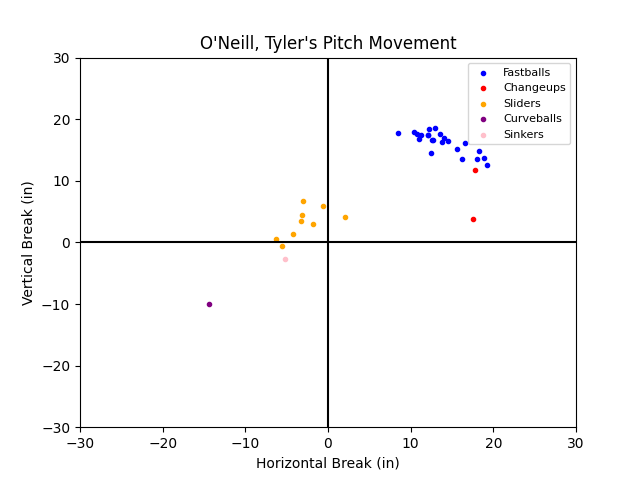 O'Neill, Tyler's Pitch Movement
Fastballs
Changeups
Sliders
Curveballs
Sinkers
Vertical Break (in)
30
20
10
0
−10
−20
−30
−30
−20
−10
0
10
20
30
Horizontal Break (in)